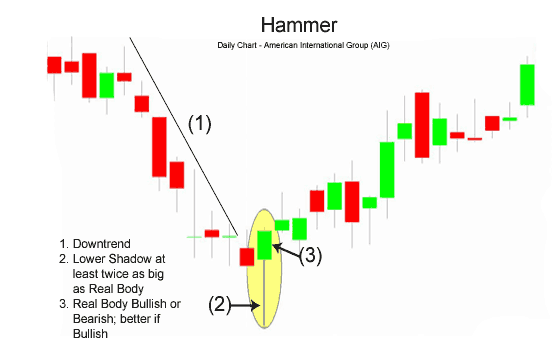 Hammer
Daily Chart - American International Group (AIG)
(1)
1. Downtrend
2. Lower Shadow at
least twice as big
as Real Body
3. Real Body Bullish or
Bearish; better if
Bullish
(3)
(2)